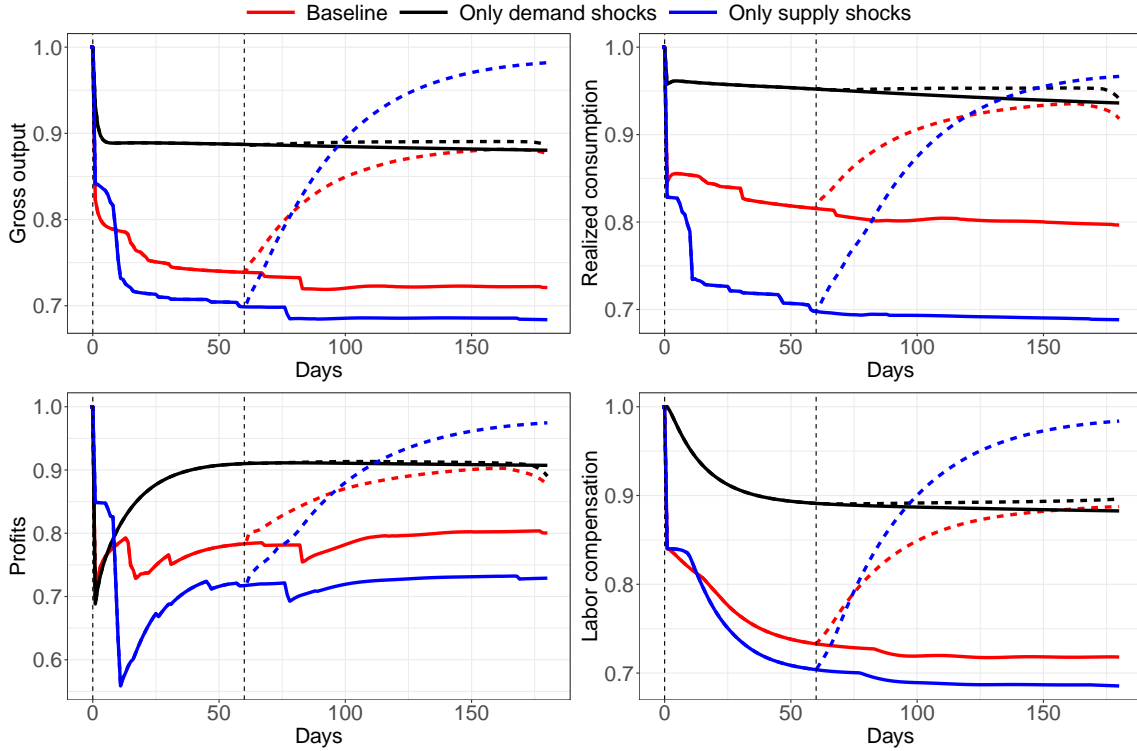 Baseline Only demand shocks Only supply shocks
1.0
0.9
0.8
0.7
Gross output
0 50 100 150
Days
1.0
0.9
0.8
0.7
Realized consumption
0 50 100 150
Days
1.0
0.9
0.8
0.7
0.6
Profits
0 50 100 150
Days
1.0
0.9
0.8
0.7
Labor compensation
0 50 100 150
Days